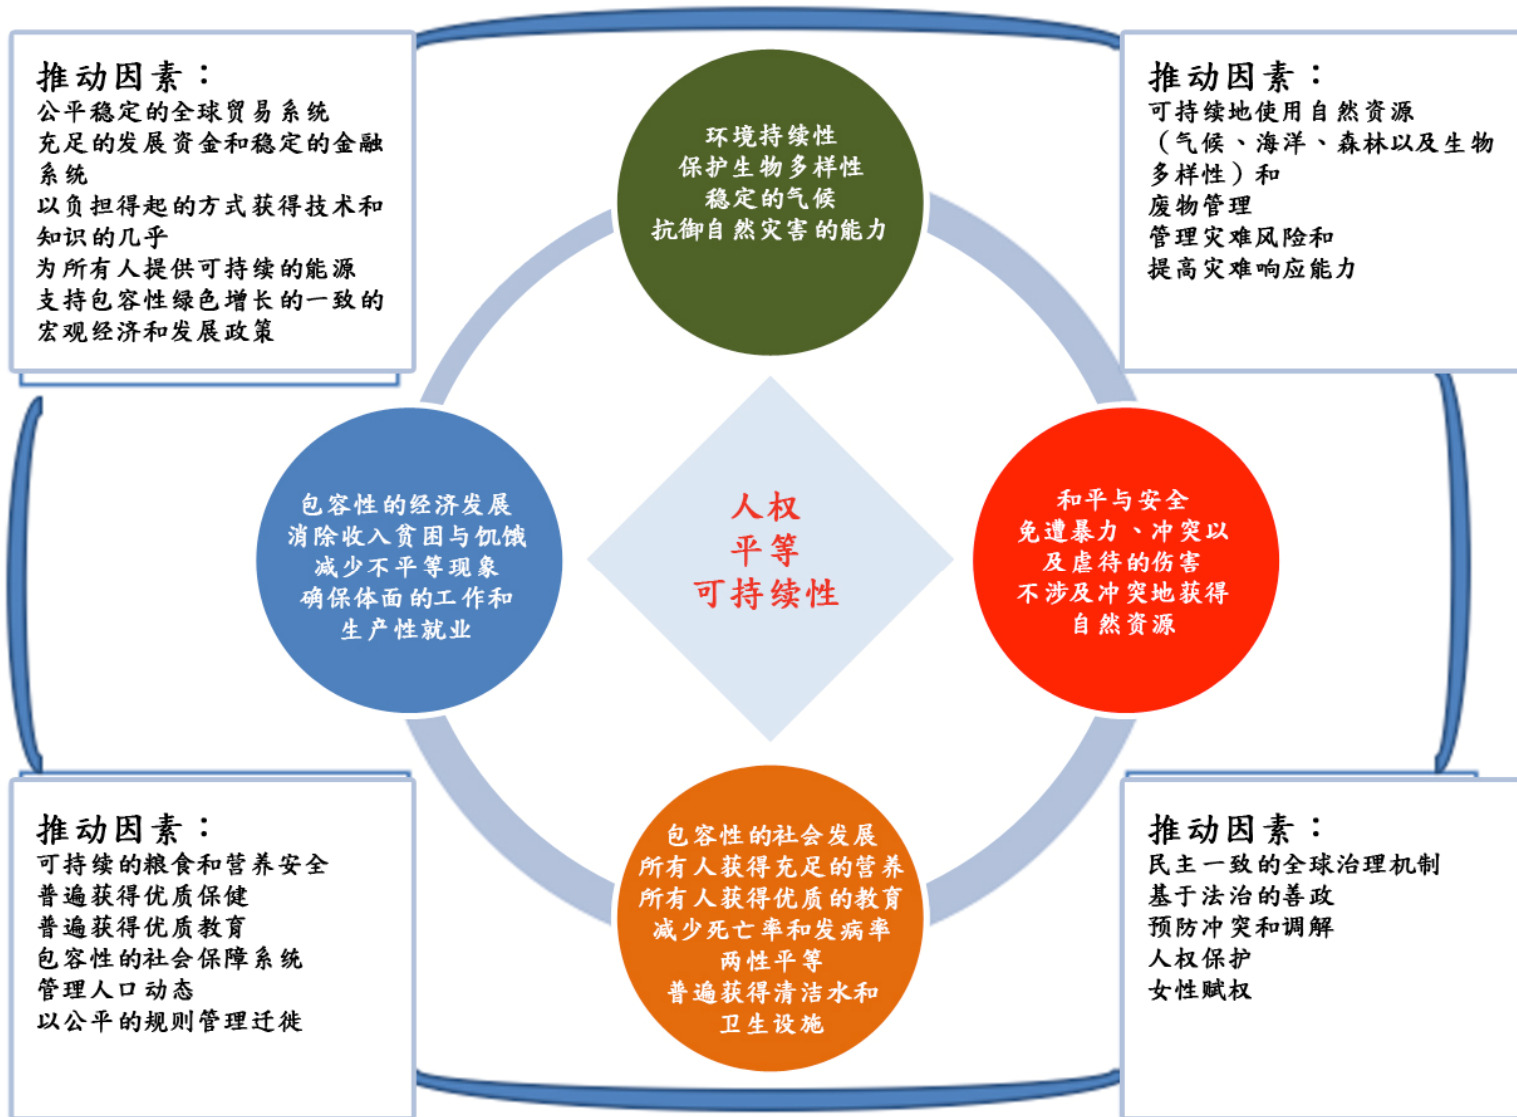 推动因素：
公平稳定的全球贸易系统
充足的发展资金和稳定的金融
系统
以负担得起的方式获得技术和
知识的几乎
为所有人提供可持续的能源
支持包容性绿色增长的一致的
宏观经济和发展政策
环境持续性
保护生物多样性
稳定的气候
抗御自然灾害的能力
推动因素：
可持续地使用自然资源
（气候、海洋、森林以及生物
多样性）和
废物管理
管理灾难风险和
提高灾难响应能力
包容性的经济发展
消除收入贫困与饥饿
减少不平等现象
确保体面的工作和
生产性就业
人权
平等
可持续性
和平与安全
免遭暴力、冲突以
及虐待的伤害
不涉及冲突地获得
自然资源
推动因素：
可持续的粮食和营养安全
普遍获得优质保健
普遍获得优质教育
包容性的社会保障系统
管理人口动态
以公平的规则管理迁徙
包容性的社会发展
所有人获得充足的营养
所有人获得优质的教育
减少死亡率和发病率
两性平等
普遍获得清洁水和
卫生设施
推动因素：
民主一致的全球治理机制
基于法治的善政
预防冲突和调解
人权保护
女性赋权